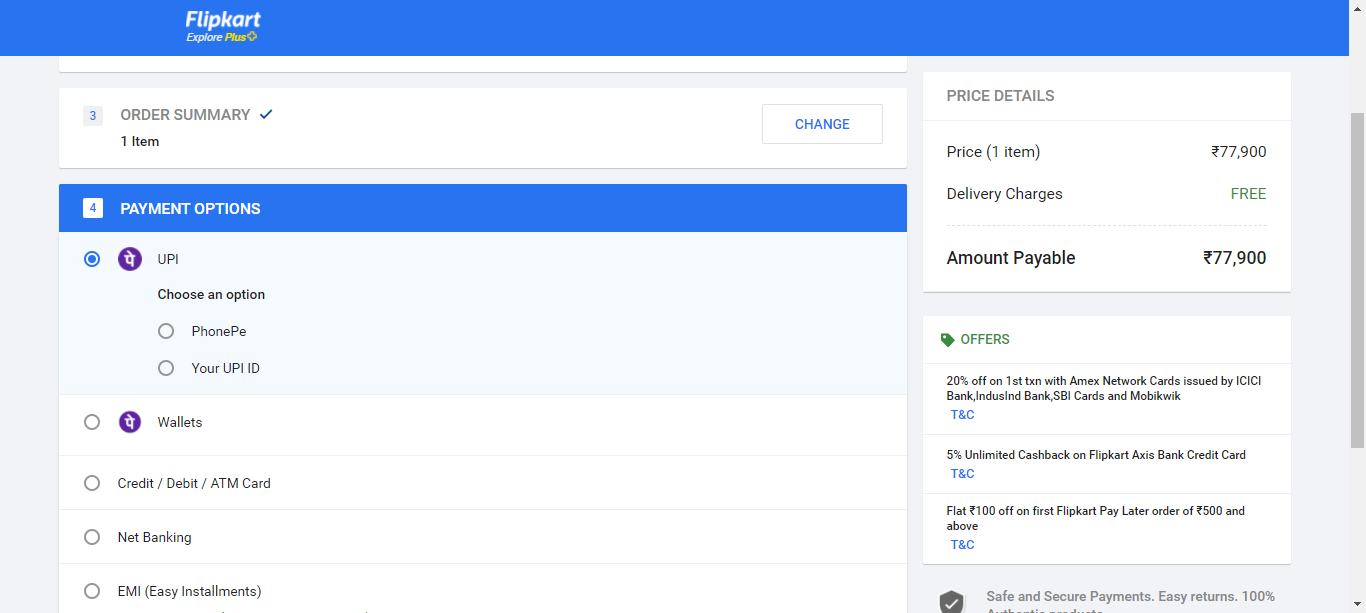 Flipkart
Explore Plus
3
ORDER SUMMARY
1 Item
CHANGE
4
PAYMENT OPTIONS
पे
UPI
Choose an option
PhonePe
Your UPI ID
पे
Wallets
Credit / Debit / ATM Card
Net Banking
EMI (Easy Installments)
PRICE DETAILS
Price (1 item) ₹77,900
Delivery Charges FREE
Amount Payable ₹77,900
OFFERS
20% off on 1st txn with Amex Network Cards issued by ICICI
Bank,IndusInd Bank,SBI Cards and Mobikwik
T&C
5% Unlimited Cashback on Flipkart Axis Bank Credit Card
T&C
Flat ₹100 off on first Flipkart Pay Later order of ₹500 and
above
T&C
Safe and Secure Payments. Easy returns. 100%
Authentic products.